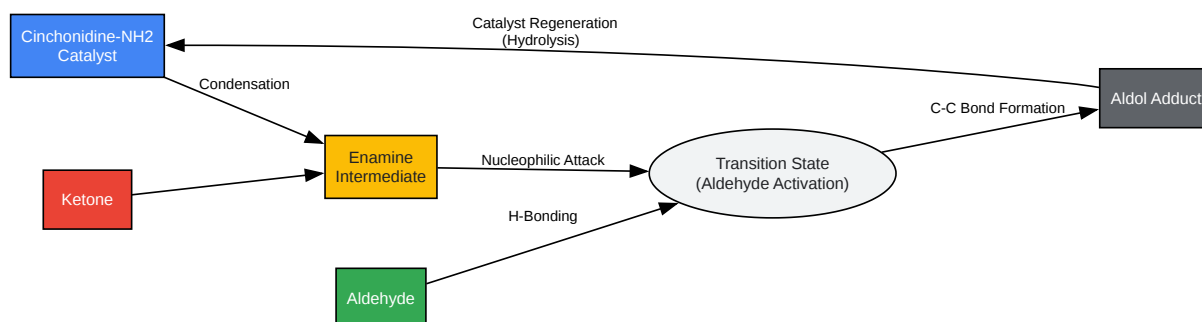 Cinchonidine-NH2
Catalyst
Catalyst Regeneration
(Hydrolysis)
Condensation
Aldol Adduct
C-C Bond Formation
Enamine
Intermediate
Nucleophilic Attack
Transition State
(Aldehyde Activation)
Ketone
H-Bonding
Aldehyde